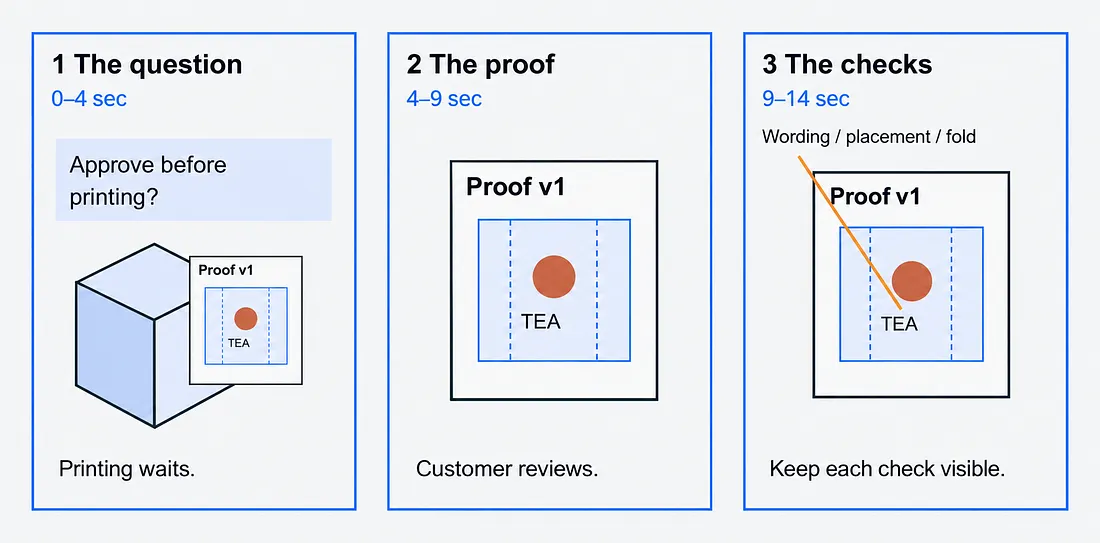 1 The question
0–4 sec
Approve before
printing?
Proof v1
TEA
Printing waits.
2 The proof
4–9 sec
Proof v1
TEA
Customer reviews.
3 The checks
9–14 sec
Wording / placement / fold
Proof v1
TEA
Keep each check visible.